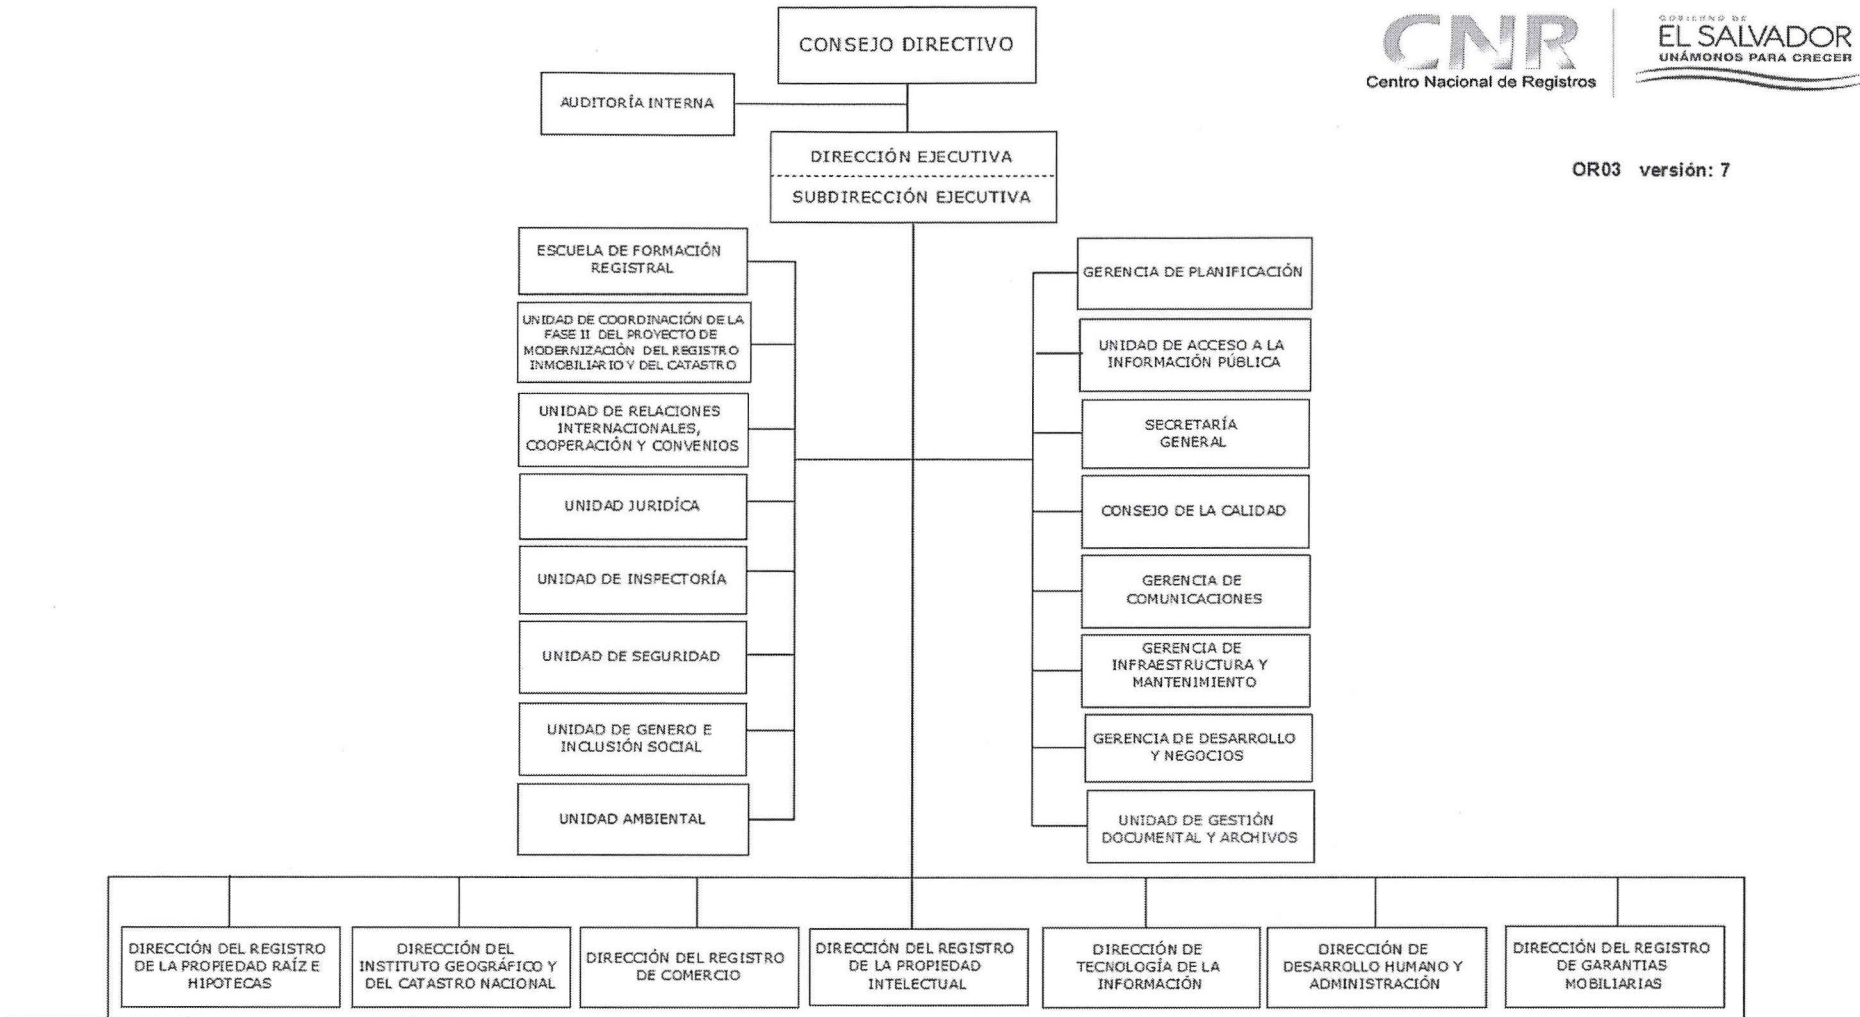 CONSEJO DIRECTIVO
CNR
Centro Nacional de Registros
GOBIERNO DE
EL SALVADOR
UNÁMONOS PARA CRECER
AUDITORÍA INTERNA
DIRECCIÓN EJECUTIVA
SUBDIRECCIÓN EJECUTIVA
OR03 versión: 7
ESCUELA DE FORMACIÓN
REGISTRAL
UNIDAD DE COORDINACIÓN DE LA
FASE II DEL PROYECTO DE
MODERNIZACIÓN DEL REGISTRO
INMOBILIARIO Y DEL CATASTRO
UNIDAD DE RELACIONES
INTERNACIONALES,
COOPERACIÓN Y CONVENIOS
UNIDAD JURIDÍCA
UNIDAD DE INSPECTORÍA
UNIDAD DE SEGURIDAD
UNIDAD DE GENERO E
INCLUSIÓN SOCIAL
UNIDAD AMBIENTAL
GERENCIA DE PLANIFICACIÓN
UNIDAD DE ACCESO A LA
INFORMACIÓN PÚBLICA
SECRETARÍA
GENERAL
CONSEJO DE LA CALIDAD
GERENCIA DE
COMUNICACIONES
GERENCIA DE
INFRAESTRUCTURA Y
MANTENIMIENTO
GERENCIA DE DESARROLLO
Y NEGOCIOS
UNIDAD DE GESTIÓN
DOCUMENTAL Y ARCHIVOS
DIRECCIÓN DEL REGISTRO
DE LA PROPIEDAD RAÍZ E
HIPOTECAS
DIRECCIÓN DEL
INSTITUTO GEOGRÁFICO Y
DEL CATASTRO NACIONAL
DIRECCIÓN DEL REGISTRO
DE COMERCIO
DIRECCIÓN DEL REGISTRO
DE LA PROPIEDAD
INTELECTUAL
DIRECCIÓN DE
TECNOLOGÍA DE LA
INFORMACIÓN
DIRECCIÓN DE
DESARROLLO HUMANO Y
ADMINISTRACIÓN
DIRECCIÓN DEL REGISTRO
DE GARANTIAS
MOBILIARIAS